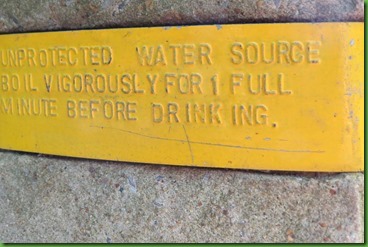 UNPROTECTED WATER SOURCE
BOIL VIGOROUSLY FOR 1 FULL
MINUTE BEFORE DRINKING.